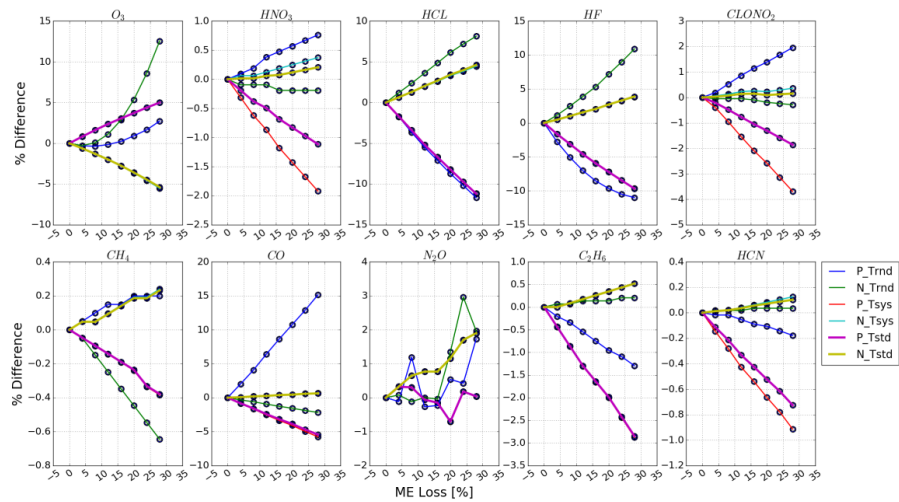 O3 HNO3 HCL HF CLONO2
15 1.0 10 15 3
10 0.5 5 10 2
5 0.0 0 5 1
0 −0.5 −5 0 0
−5 −1.0 −10 −5 −1
−10 −1.5 −15 −10 −2
−2.0 −15 −3
−2.5 −4
−5
% Difference
−5 0 5 10 15 20 25 30 35 −5 0 5 10 15 20 25 30 35 −5 0 5 10 15 20 25 30 35 −5 0 5 10 15 20 25 30 35 −5 0 5 10 15 20 25 30 35
CH4 CO N2O C2H6 HCN
0.4 20 4 1.0 0.4
0.2 15 3 0.5 0.2
0.0 10 2 0.0 0.0
−0.2 5 1 −0.5 −0.2
−0.4 0 0 −1.0 −0.4
−0.6 −5 −1 −1.5 −0.6
−0.8 −10 −2 −2.0 −0.8
−2.5 −1.0
−3.0 −1.2
−3.5
% Difference
−5 0 5 10 15 20 25 30 35 −5 0 5 10 15 20 25 30 35 −5 0 5 10 15 20 25 30 35 −5 0 5 10 15 20 25 30 35 −5 0 5 10 15 20 25 30 35
ME Loss [%]
P_Trnd
N_Trnd
P_Tsys
N_Tsys
P_Tstd
N_Tstd